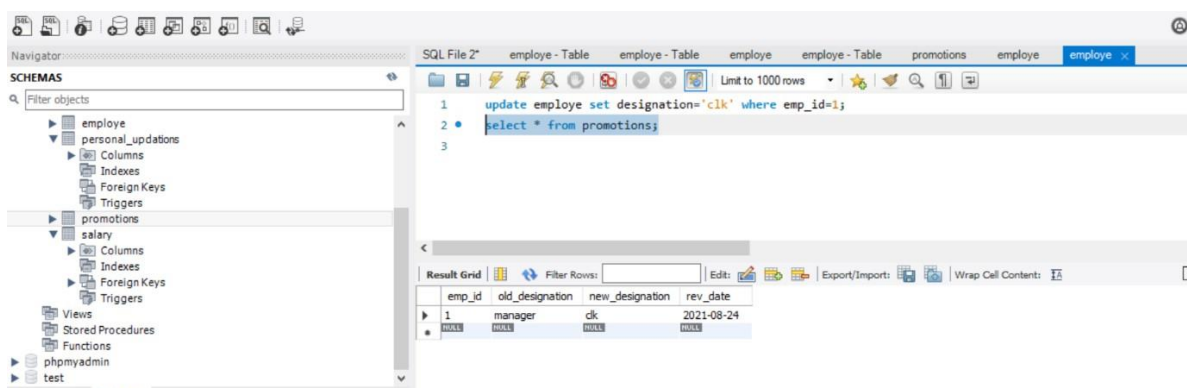 Navigator
SCHEMAS
Filter objects
employe
personal_updations
Columns
Indexes
Foreign Keys
Triggers
promotions
salary
Columns
Indexes
Foreign Keys
Triggers
Views
Stored Procedures
Functions
phpmyadmin
test
SQL File 2* employe - Table employe - Table employe employe - Table promotions employe employe
Limit to 1000 rows
1 update employe set designation='clk' where emp_id=1;
2 select * from promotions;
3
Result Grid Filter Rows: Edit: Export/Import: Wrap Cell Content:
emp_id old_designation new_designation rev_date
1 manager clk 2021-08-24
NULL NULL NULL NULL